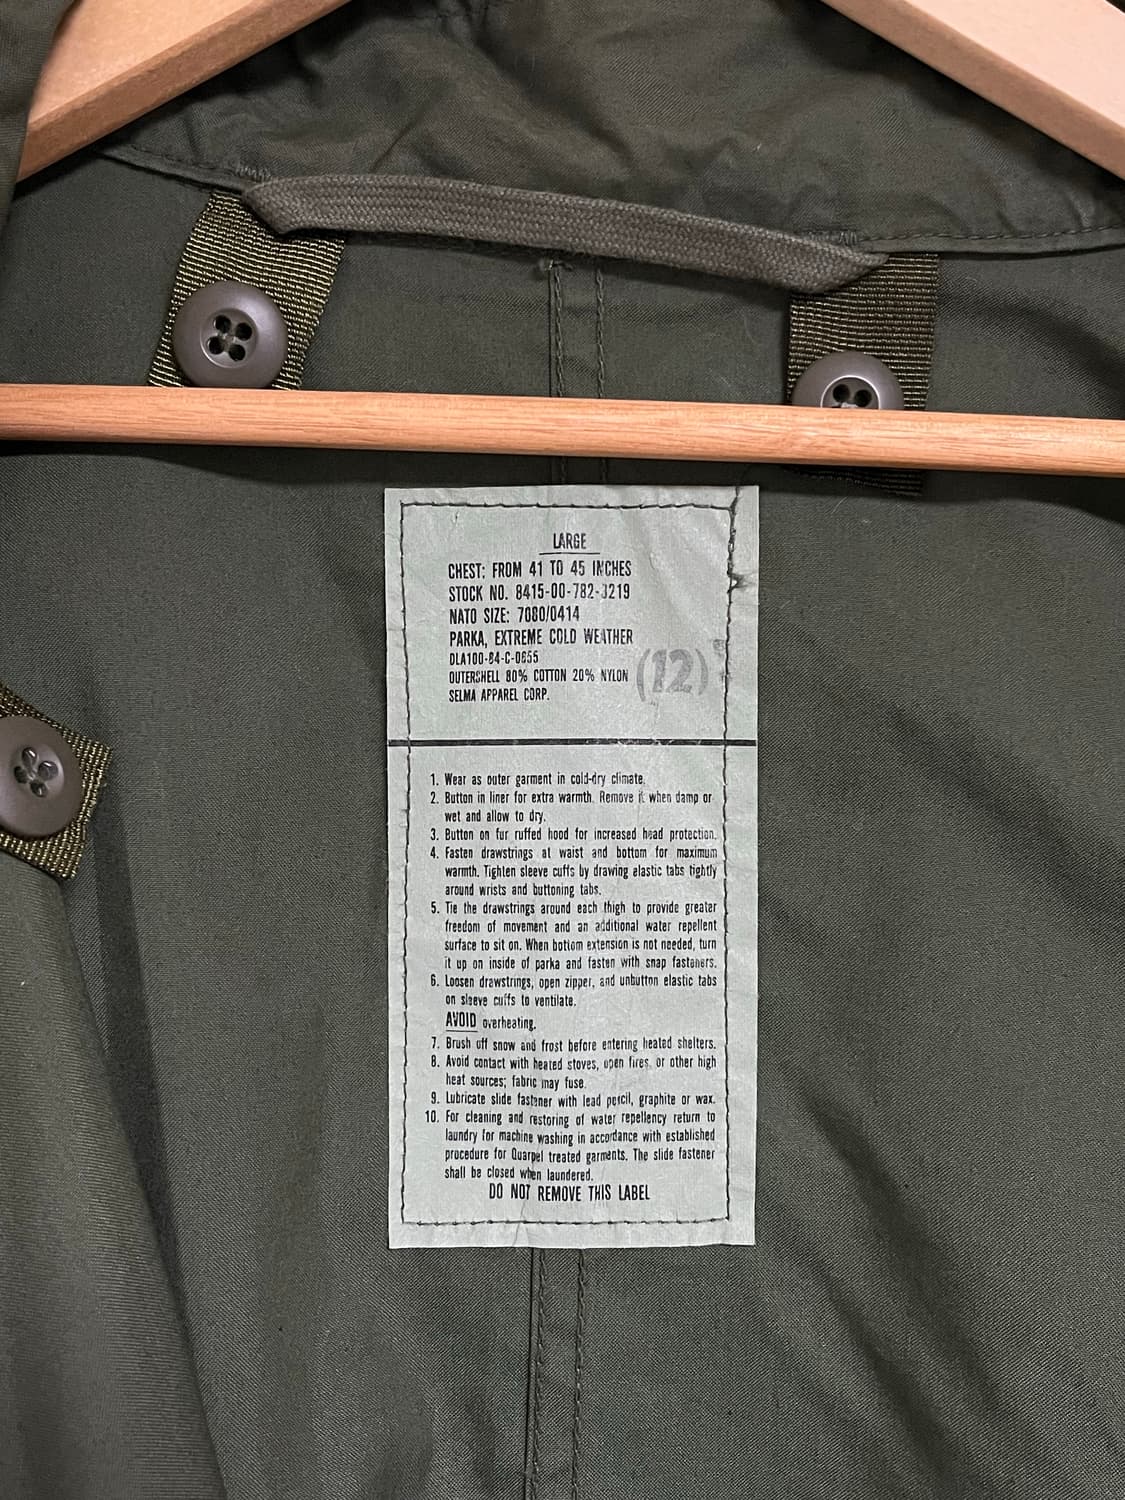 LARGE
CHEST: FROM 41 TO 45 INCHES
STOCK NO. 8415-00-782-3219
NATO SIZE: 7080/0414
PARKA, EXTREME COLD WEATHER
DLA100-84-C-0655
OUTERSHELL 80% COTTON 20% NYLON
SELMA APPAREL CORP.
(12)
1. Wear as outer garment in cold-dry climate.
2. Button in liner for extra warmth. Remove it when damp or
wet and allow to dry.
3. Button on fur ruffed hood for increased head protection.
4. Fasten drawstrings at waist and bottom for maximum
warmth. Tighten sleeve cuffs by drawing elastic tabs tightly
around wrists and buttoning tabs.
5. Tie the drawstrings around each thigh to provide greater
freedom of movement and an additional water repellent
surface to sit on. When bottom extension is not needed, turn
it up on inside of parka and fasten with snap fasteners.
6. Loosen drawstrings, open zipper, and unbutton elastic tabs
on sleeve cuffs to ventilate.
AVOID overheating.
7. Brush off snow and frost before entering heated shelters.
8. Avoid contact with heated stoves, open fires, or other high
heat sources; fabric may fuse.
9. Lubricate slide fastener with lead pencil, graphite or wax.
10. For cleaning and restoring of water repellency return to
laundry for machine washing in accordance with established
procedure for Quarpel treated garments. The slide fastener
shall be closed when laundered.
DO NOT REMOVE THIS LABEL